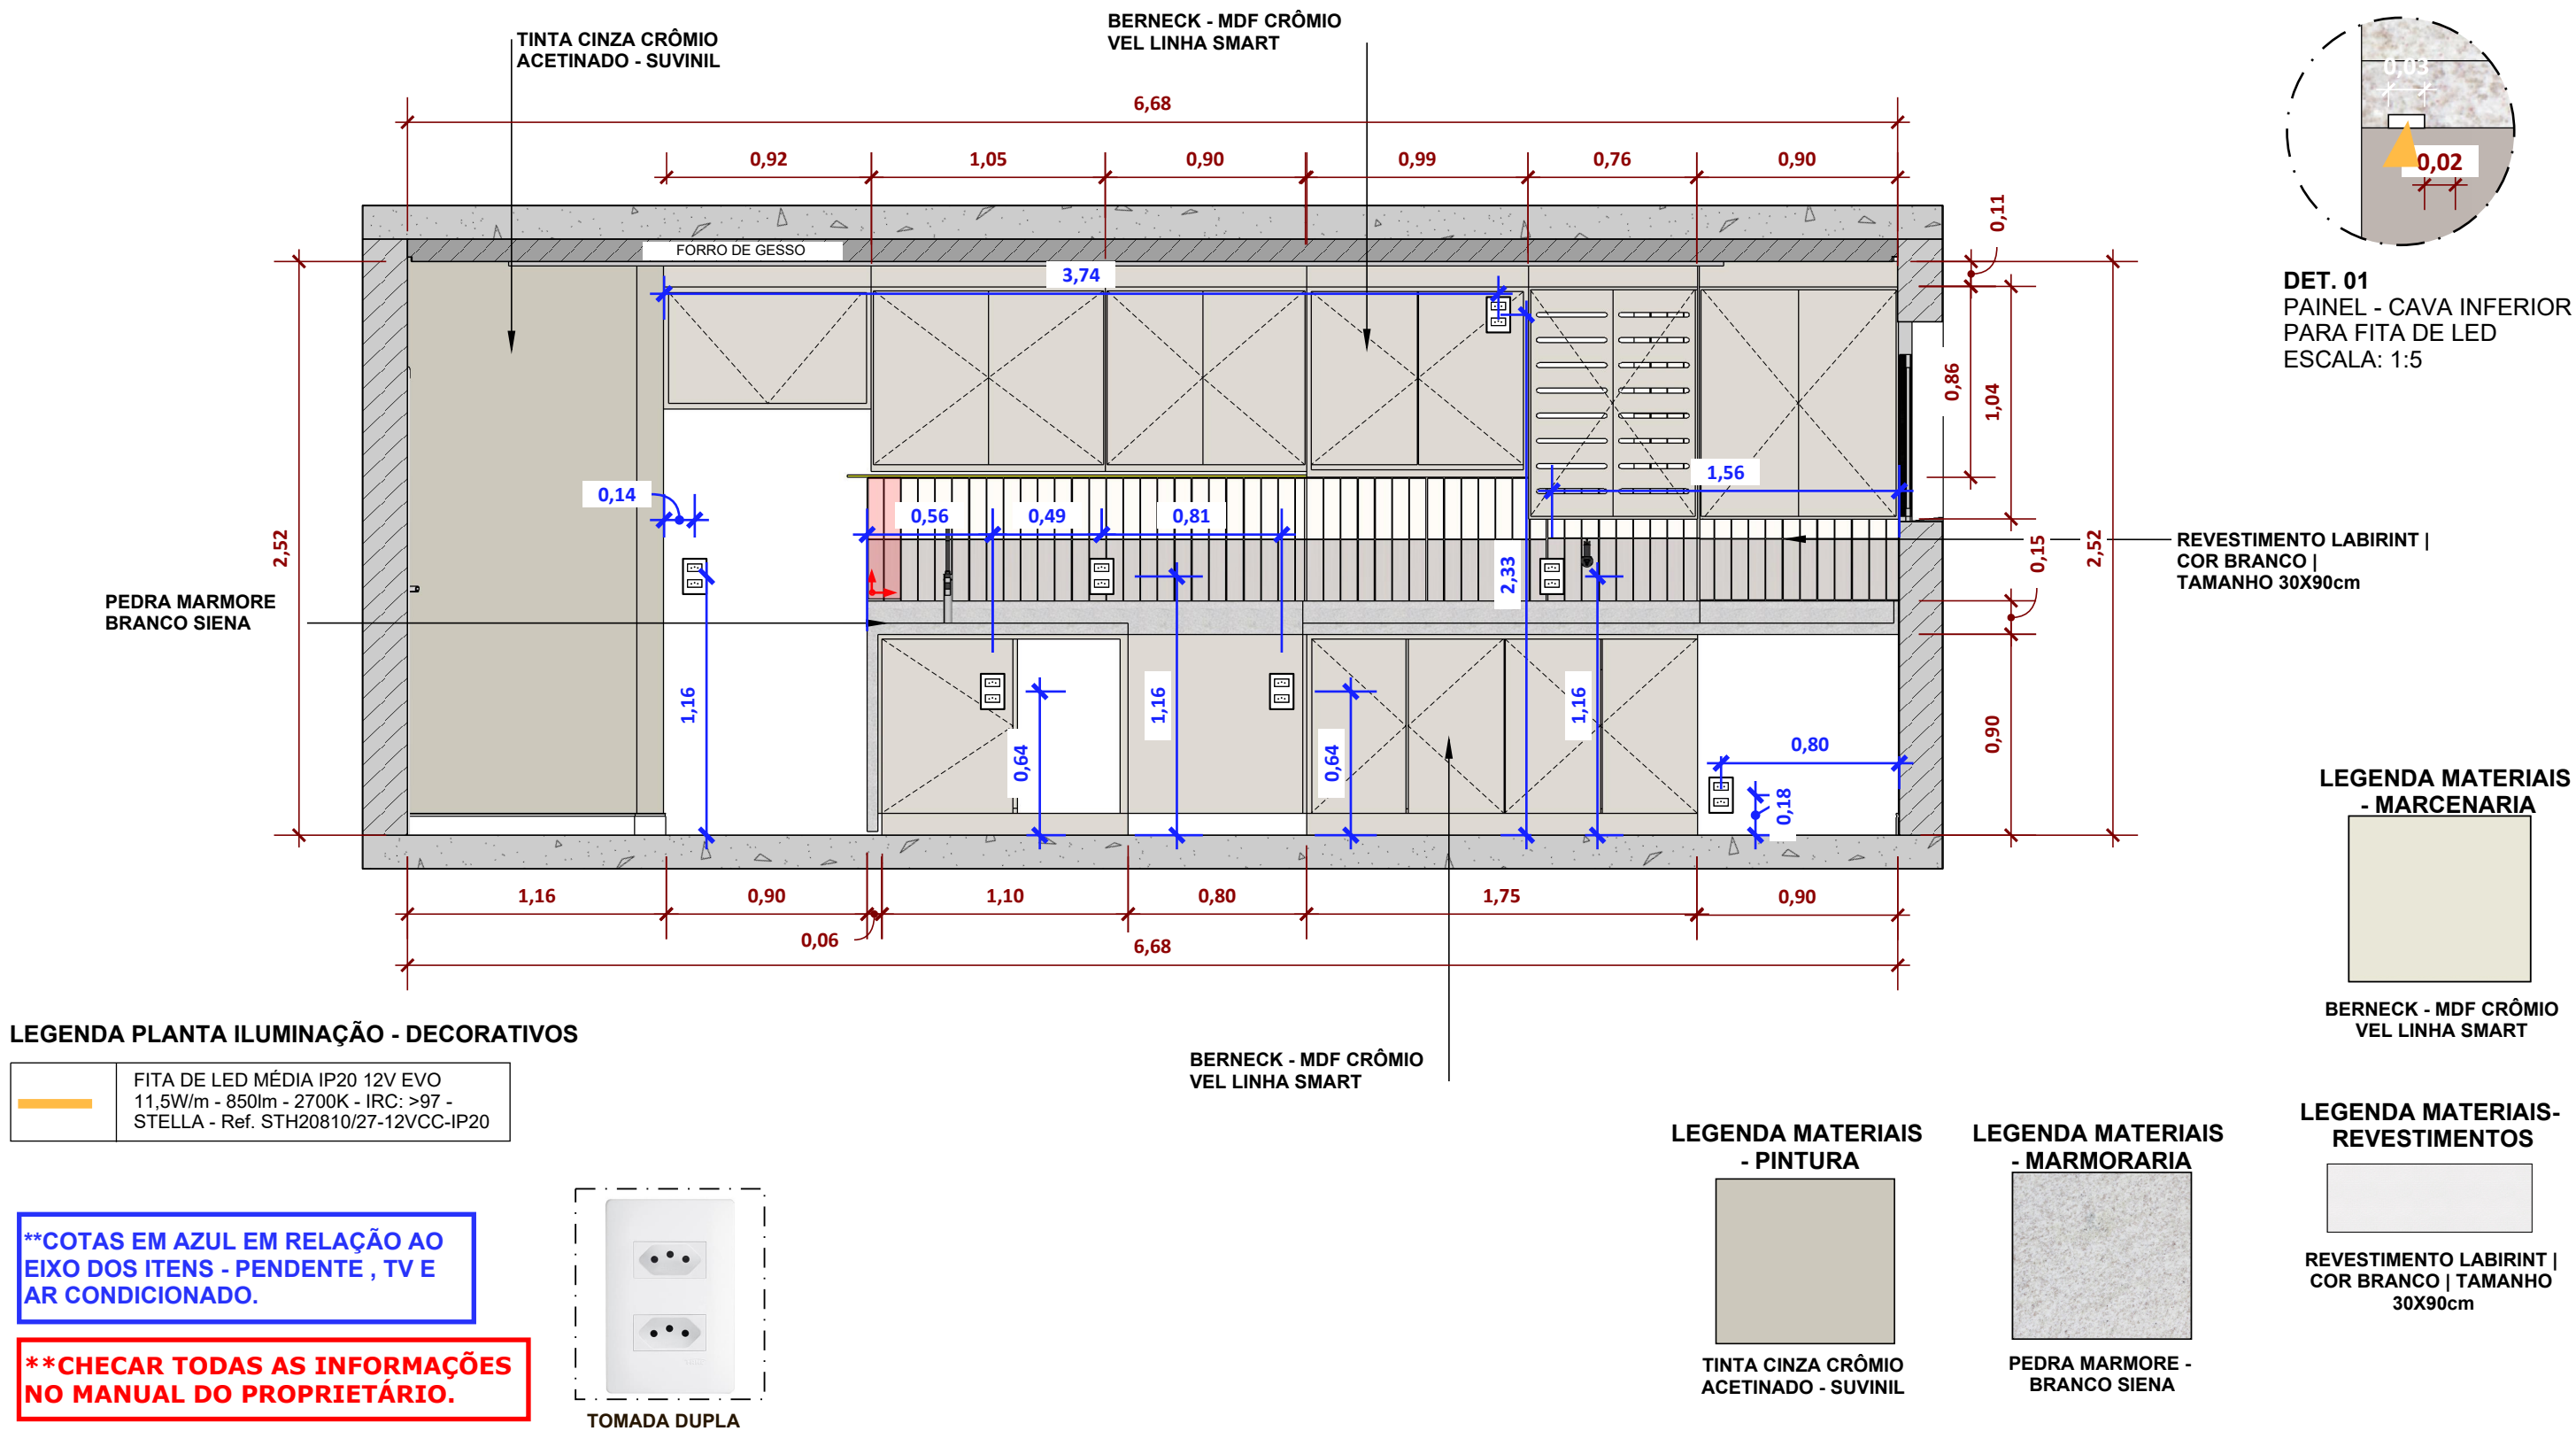 TINTA CINZA CRÔMIO
ACETINADO - SUVINIL
BERNECK - MDF CRÔMIO
VEL LINHA SMART
6,68
0,92
1,05
0,90
0,99
0,76
0,90
0,03
0,02
DET. 01
PAINEL - CAVA INFERIOR
PARA FITA DE LED
ESCALA: 1:5
0,11
FORRO DE GESSO
3,74
0,86
1,04
1,56
0,14
0,56
0,49
0,81
2,52
2,33
0,15
2,52
REVESTIMENTO LABIRINT |
COR BRANCO |
TAMANHO 30X90cm
PEDRA MARMORE
BRANCO SIENA
1,16
1,16
1,16
0,64
0,64
0,80
0,18
0,90
1,16
0,90
1,10
0,80
1,75
0,90
0,06
6,68
BERNECK - MDF CRÔMIO
VEL LINHA SMART
LEGENDA MATERIAIS
- MARCENARIA
BERNECK - MDF CRÔMIO
VEL LINHA SMART
LEGENDA PLANTA ILUMINAÇÃO - DECORATIVOS
FITA DE LED MÉDIA IP20 12V EVO
11,5W/m - 850lm - 2700K - IRC: >97 -
STELLA - Ref. STH20810/27-12VCC-IP20
**COTAS EM AZUL EM RELAÇÃO AO
EIXO DOS ITENS - PENDENTE , TV E
AR CONDICIONADO.
**CHECAR TODAS AS INFORMAÇÕES
NO MANUAL DO PROPRIETÁRIO.
TOMADA DUPLA
LEGENDA MATERIAIS
- PINTURA
TINTA CINZA CRÔMIO
ACETINADO - SUVINIL
LEGENDA MATERIAIS
- MARMORARIA
PEDRA MARMORE -
BRANCO SIENA
LEGENDA MATERIAIS-
REVESTIMENTOS
REVESTIMENTO LABIRINT |
COR BRANCO | TAMANHO
30X90cm